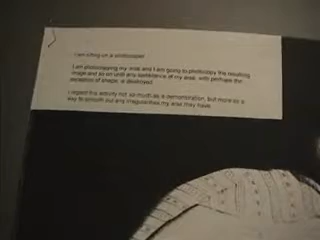 I am sitting on a photocopier
I am photocopying my arse and I am going to photocopy the resulting
image and so on until any semblance of my arse, with perhaps the
exception of shape, is destroyed.
I regard this activity not so much as a demonstration, but more as a
way to smooth out any irregularities my arse may have.